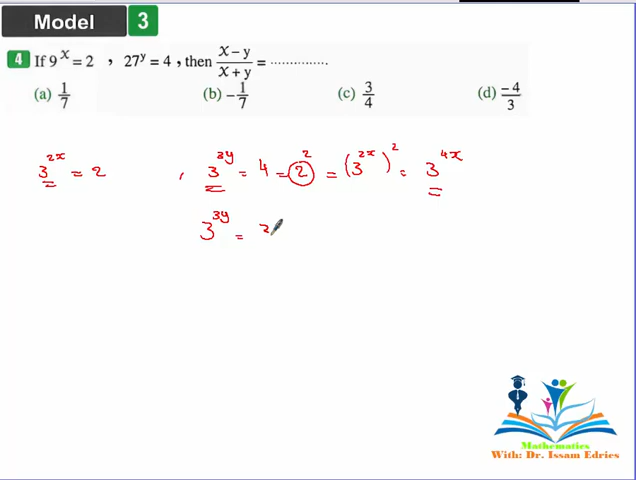 Model 3
4 If 9^x = 2 , 27^y = 4 , then (x − y)/(x + y) = ..............
(a) 1/7 (b) −1/7 (c) 3/4 (d) −4/3
3^2x = 2 , 3^3y = 4 = 2^2 = (3^2x)^2 = 3^4x
3^3y = 3
Mathematics
With: Dr. Issam Edries